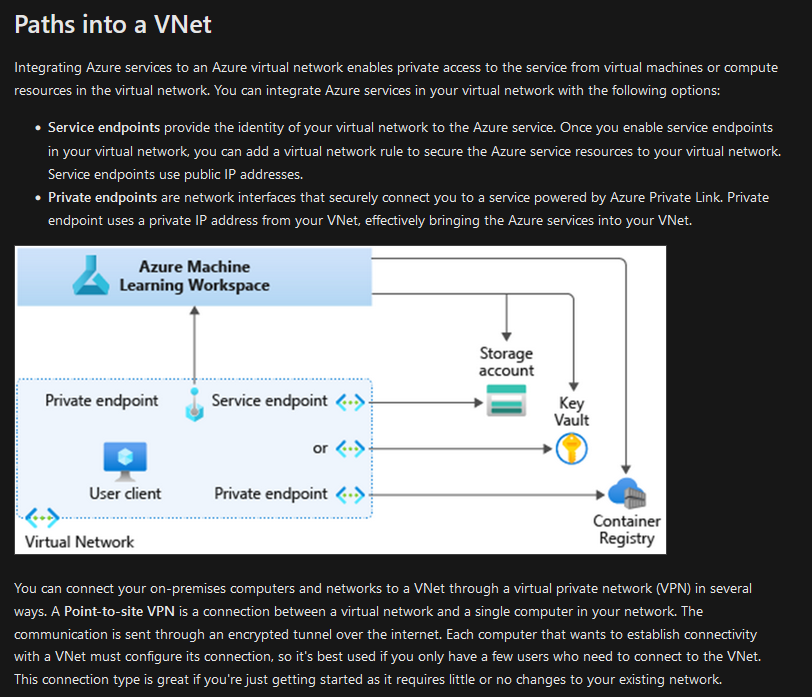 Paths into a VNet
Integrating Azure services to an Azure virtual network enables private access to the service from virtual machines or compute
resources in the virtual network. You can integrate Azure services in your virtual network with the following options:
• Service endpoints provide the identity of your virtual network to the Azure service. Once you enable service endpoints
in your virtual network, you can add a virtual network rule to secure the Azure service resources to your virtual network.
Service endpoints use public IP addresses.
• Private endpoints are network interfaces that securely connect you to a service powered by Azure Private Link. Private
endpoint uses a private IP address from your VNet, effectively bringing the Azure services into your VNet.
Azure Machine
Learning Workspace
Storage
account
Private endpoint
Service endpoint
Key
Vault
or
User client
Private endpoint
Container
Registry
Virtual Network
You can connect your on-premises computers and networks to a VNet through a virtual private network (VPN) in several
ways. A Point-to-site VPN is a connection between a virtual network and a single computer in your network. The
communication is sent through an encrypted tunnel over the internet. Each computer that wants to establish connectivity
with a VNet must configure its connection, so it's best used if you only have a few users who need to connect to the VNet.
This connection type is great if you're just getting started as it requires little or no changes to your existing network.